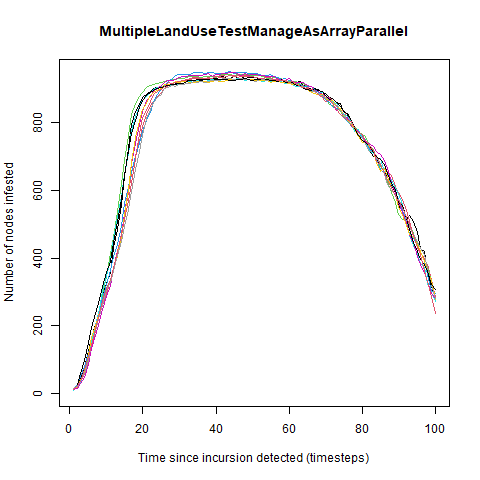 MultipleLandUseTestManageAsArrayParallel
Number of nodes infested
800
600
400
200
0
0 20 40 60 80 100
Time since incursion detected (timesteps)